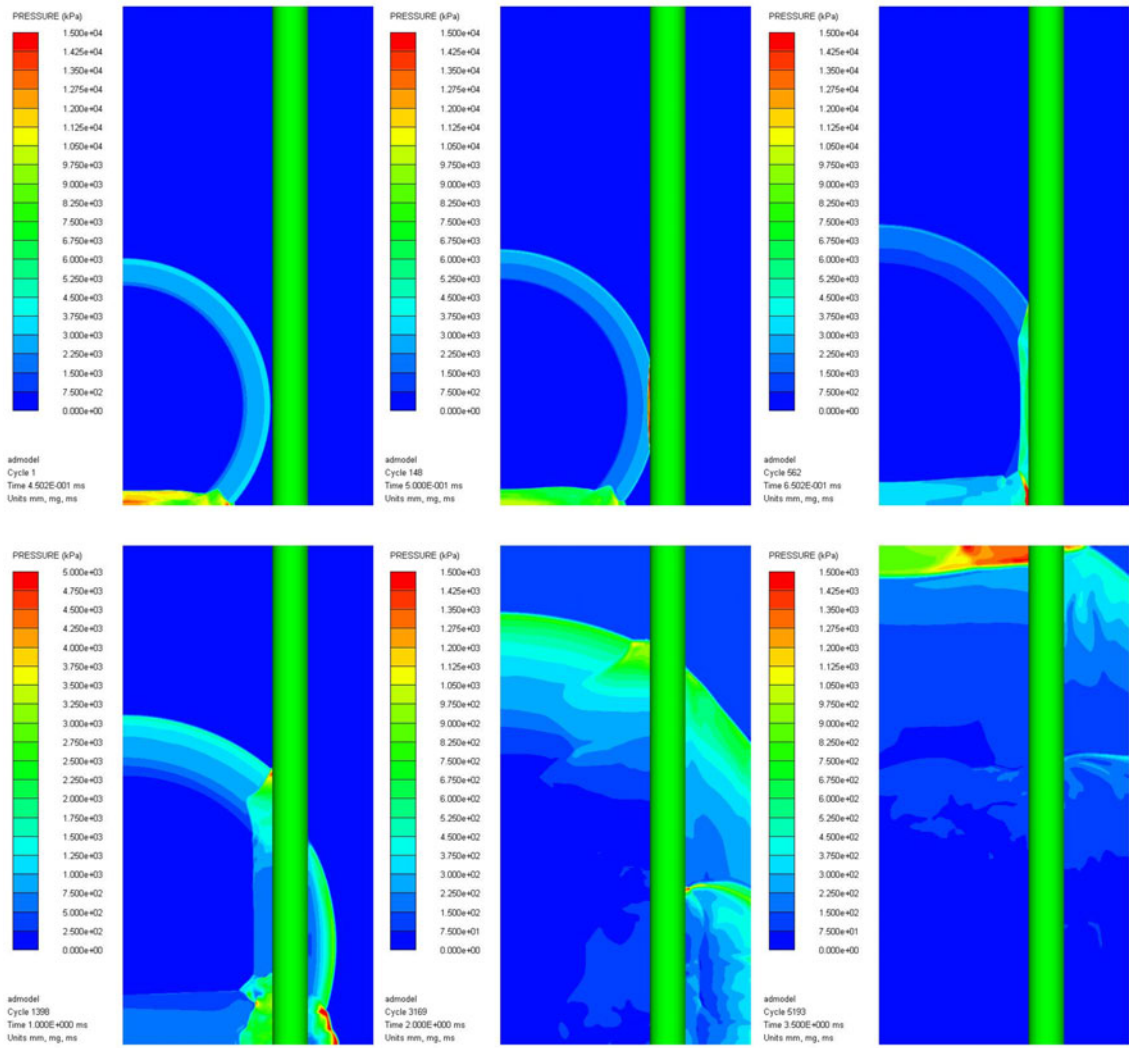 PRESSURE (kPa)
1.500e+04
1.425e+04
1.350e+04
1.275e+04
1.200e+04
1.125e+04
1.050e+04
9.750e+03
9.000e+03
8.250e+03
7.500e+03
6.750e+03
6.000e+03
5.250e+03
4.500e+03
3.750e+03
3.000e+03
2.250e+03
1.500e+03
7.500e+02
0.000e+00
admodel
Cycle 1
Time 4.502E-001 ms
Units mm, mg, ms
PRESSURE (kPa)
1.500e+04
1.425e+04
1.350e+04
1.275e+04
1.200e+04
1.125e+04
1.050e+04
9.750e+03
9.000e+03
8.250e+03
7.500e+03
6.750e+03
6.000e+03
5.250e+03
4.500e+03
3.750e+03
3.000e+03
2.250e+03
1.500e+03
7.500e+02
0.000e+00
admodel
Cycle 148
Time 5.000E-001 ms
Units mm, mg, ms
PRESSURE (kPa)
1.500e+04
1.425e+04
1.350e+04
1.275e+04
1.200e+04
1.125e+04
1.050e+04
9.750e+03
9.000e+03
8.250e+03
7.500e+03
6.750e+03
6.000e+03
5.250e+03
4.500e+03
3.750e+03
3.000e+03
2.250e+03
1.500e+03
7.500e+02
0.000e+00
admodel
Cycle 562
Time 6.502E-001 ms
Units mm, mg, ms
PRESSURE (kPa)
5.000e+03
4.750e+03
4.500e+03
4.250e+03
4.000e+03
3.750e+03
3.500e+03
3.250e+03
3.000e+03
2.750e+03
2.500e+03
2.250e+03
2.000e+03
1.750e+03
1.500e+03
1.250e+03
1.000e+03
7.500e+02
5.000e+02
2.500e+02
0.000e+00
admodel
Cycle 1398
Time 1.000E+000 ms
Units mm, mg, ms
PRESSURE (kPa)
1.500e+03
1.425e+03
1.350e+03
1.275e+03
1.200e+03
1.125e+03
1.050e+03
9.750e+02
9.000e+02
8.250e+02
7.500e+02
6.750e+02
6.000e+02
5.250e+02
4.500e+02
3.750e+02
3.000e+02
2.250e+02
1.500e+02
7.500e+01
0.000e+00
admodel
Cycle 3169
Time 2.000E+000 ms
Units mm, mg, ms
PRESSURE (kPa)
1.500e+03
1.425e+03
1.350e+03
1.275e+03
1.200e+03
1.125e+03
1.050e+03
9.750e+02
9.000e+02
8.250e+02
7.500e+02
6.750e+02
6.000e+02
5.250e+02
4.500e+02
3.750e+02
3.000e+02
2.250e+02
1.500e+02
7.500e+01
0.000e+00
admodel
Cycle 5193
Time 3.500E+000 ms
Units mm, mg, ms